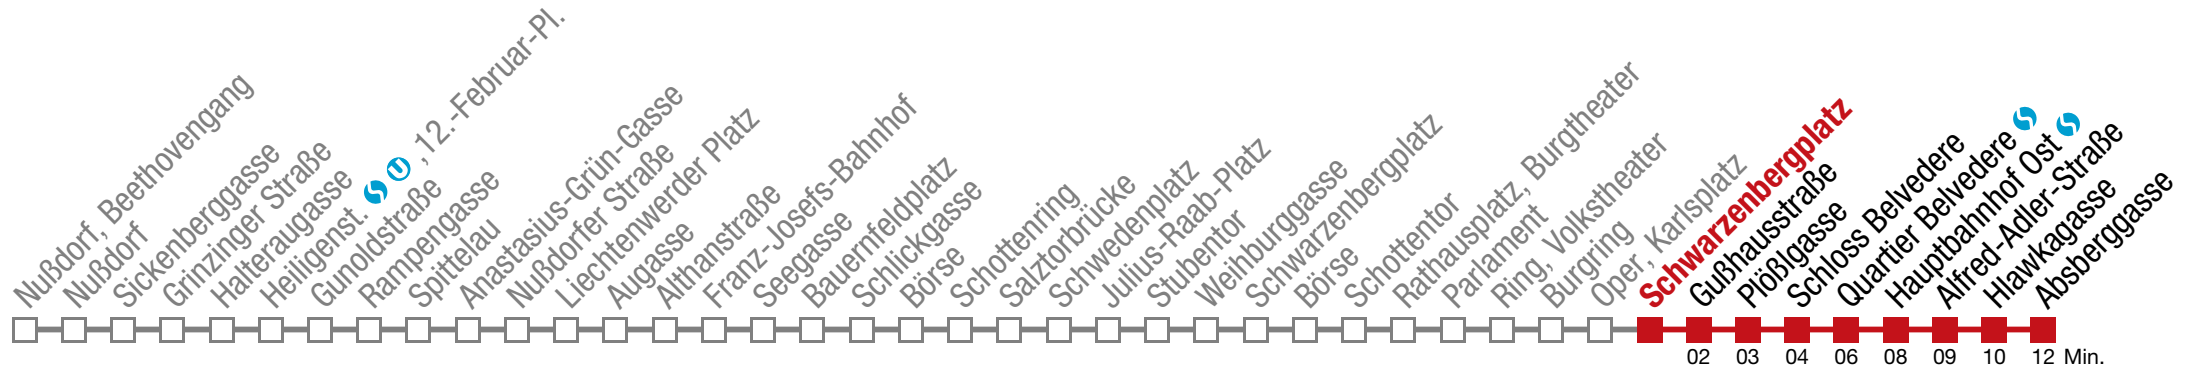 Nußdorf, Beethovengang
Nußdorf
Sickenberggasse
Grinzinger Straße
Halteraugasse
Heiligenst. S U , 12.-Februar-Pl.
Gunoldstraße
Rampengasse
Spittelau
Anastasius-Grün-Gasse
Nußdorfer Straße
Liechtenwerder Platz
Augasse
Althanstraße
Franz-Josefs-Bahnhof
Seegasse
Bauernfeldplatz
Schlickgasse
Börse
Schottenring
Salztorbrücke
Schwedenplatz
Julius-Raab-Platz
Stubentor
Weihburggasse
Schwarzenbergplatz
Börse
Schottentor
Rathausplatz, Burgtheater
Parlament
Ring, Volkstheater
Burgring
Oper, Karlsplatz
Schwarzenbergplatz
Gußhausstraße
Plößlgasse
Schloss Belvedere
Quartier Belvedere S
Hauptbahnhof Ost S
Alfred-Adler-Straße
Hlawkagasse
Absberggasse
02 03 04 06 08 09 10 12 Min.